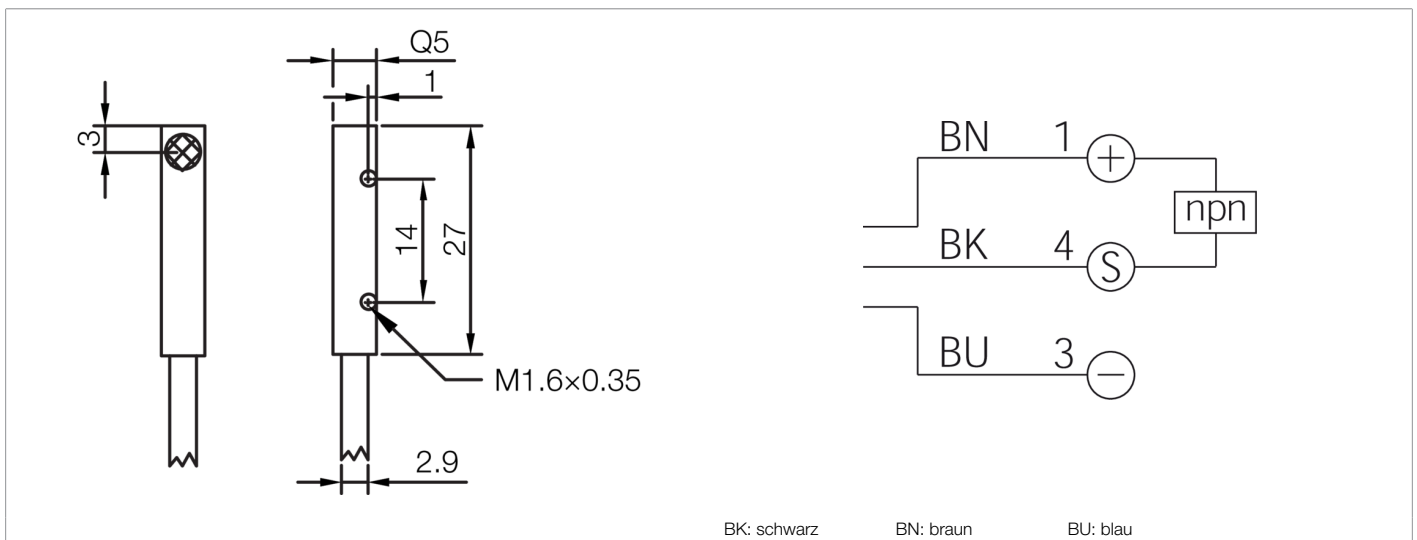 Q5
1
3
14
27
M1.6×0.35
2.9
BN 1 +
npn
BK 4 S
BU 3 −
BK: schwarz BN: braun BU: blau